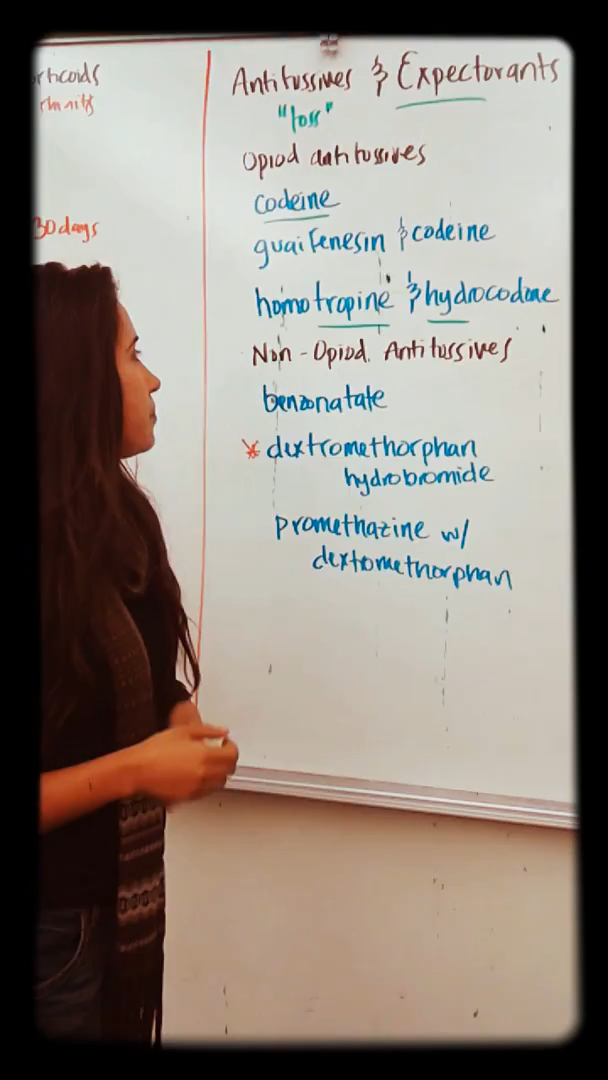 rticoids
30 days
Antitussives & Expectorants
"toss"
Opiod antitussives
codeine
guaifenesin & codeine
homotropine & hydrocodone
Non-Opiod. Antitussives
benzonatate
* dextromethorphan
hydrobromide
promethazine w/
dextromethorphan